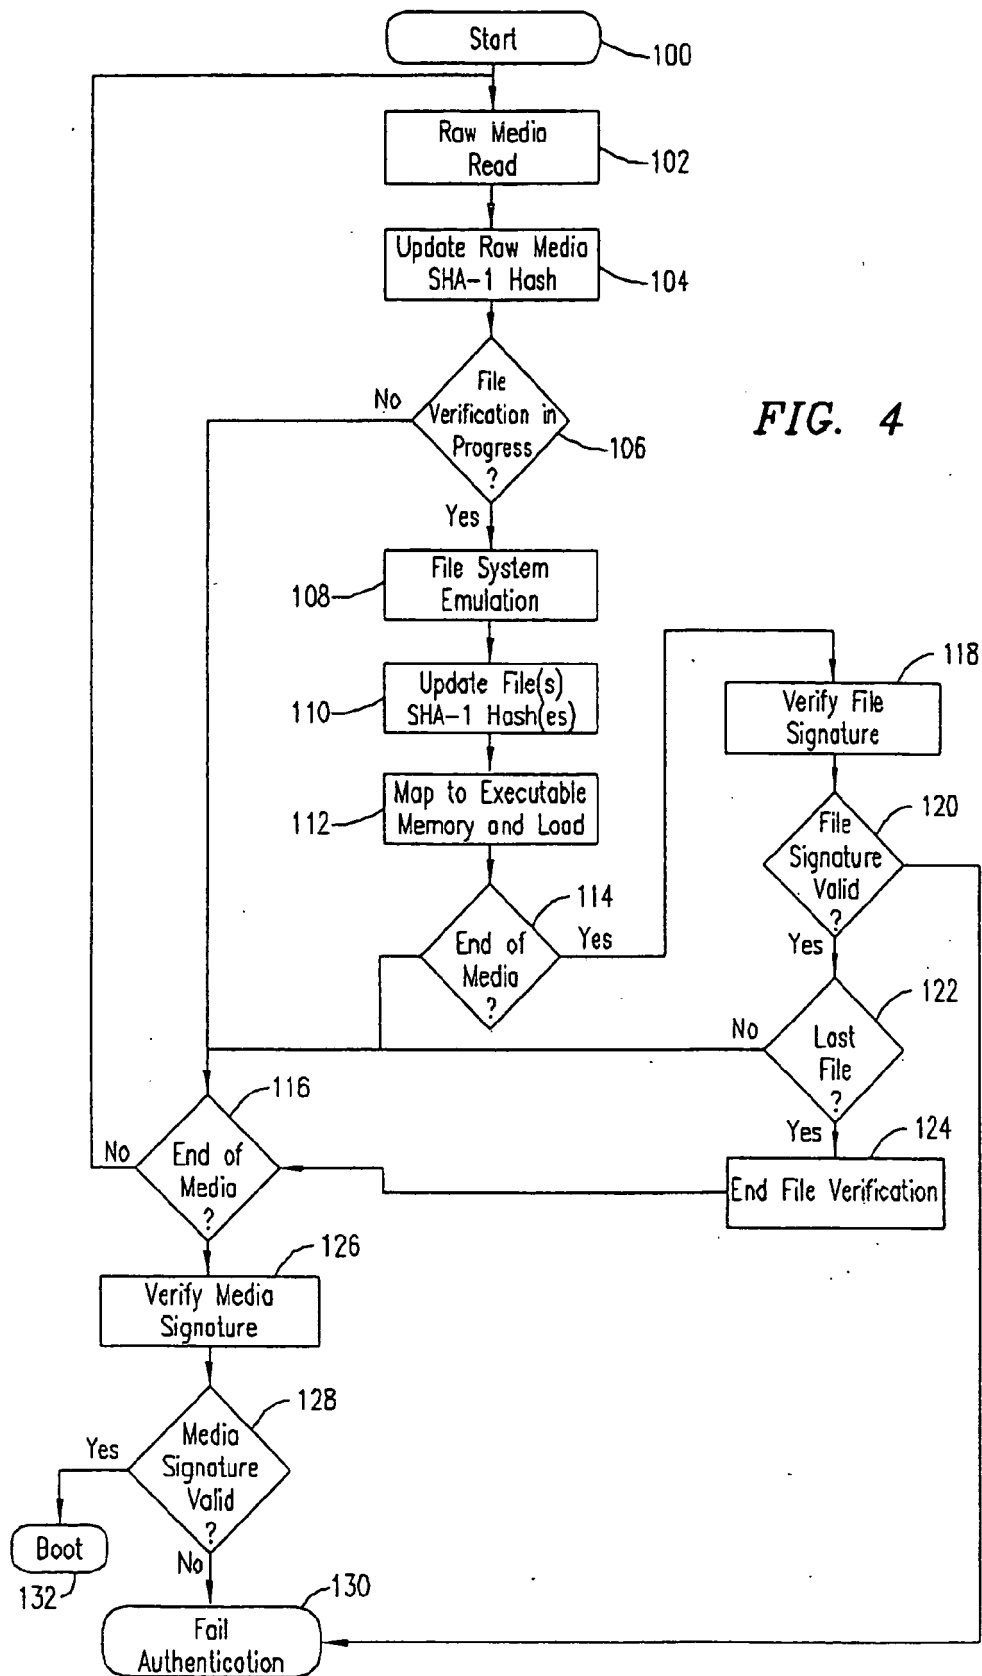 Start
100
Raw Media
Read
102
Update Raw Media
SHA-1 Hash
104
File
Verification in
Progress
?
106
No
Yes
FIG. 4
File System
Emulation
108
Update File(s)
SHA-1 Hash(es)
110
Map to Executable
Memory and Load
112
End of
Media
?
114
Yes
Verify File
Signature
118
File
Signature
Valid
?
120
Yes
Last
File
?
122
No
Yes
End File Verification
124
End of
Media
?
116
No
Verify Media
Signature
126
Media
Signature
Valid
?
128
Yes
No
Boot
132
Fail
Authentication
130